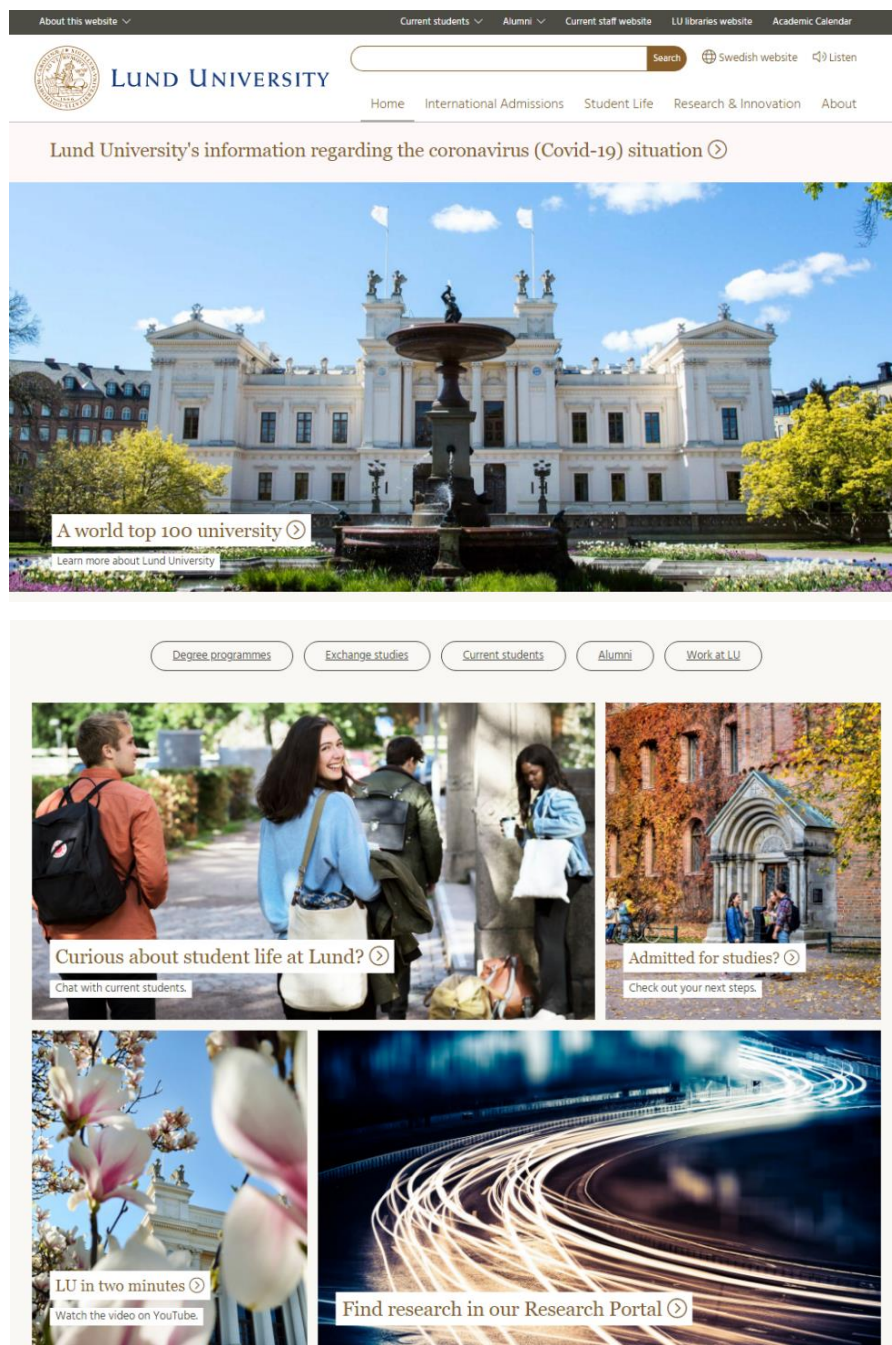 About this website
Current students Alumni Current staff website LU libraries website Academic Calendar
LUND UNIVERSITY
Search Swedish website Listen
Home International Admissions Student Life Research & Innovation About
Lund University's information regarding the coronavirus (Covid-19) situation
A world top 100 university
Learn more about Lund University
Degree programmes Exchange studies Current students Alumni Work at LU
Curious about student life at Lund?
Chat with current students.
Admitted for studies?
Check out your next steps.
LU in two minutes
Watch the video on YouTube.
Find research in our Research Portal